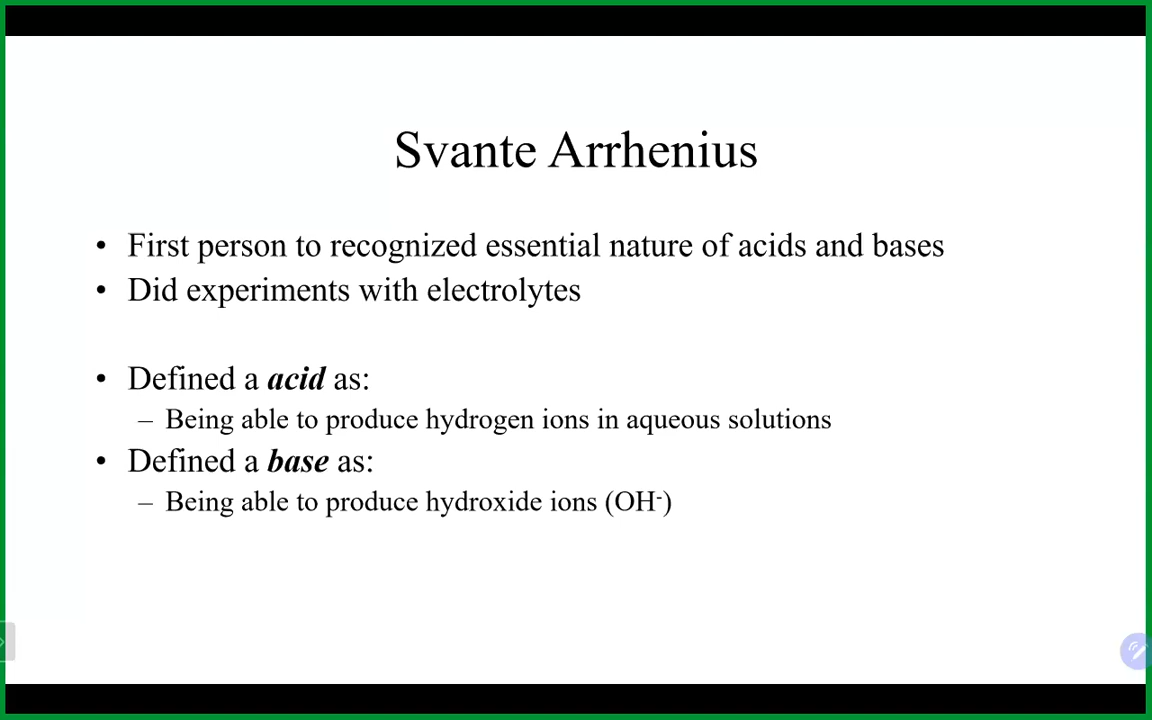 Svante Arrhenius
• First person to recognized essential nature of acids and bases
• Did experiments with electrolytes
• Defined a acid as:
– Being able to produce hydrogen ions in aqueous solutions
• Defined a base as:
– Being able to produce hydroxide ions (OH-)